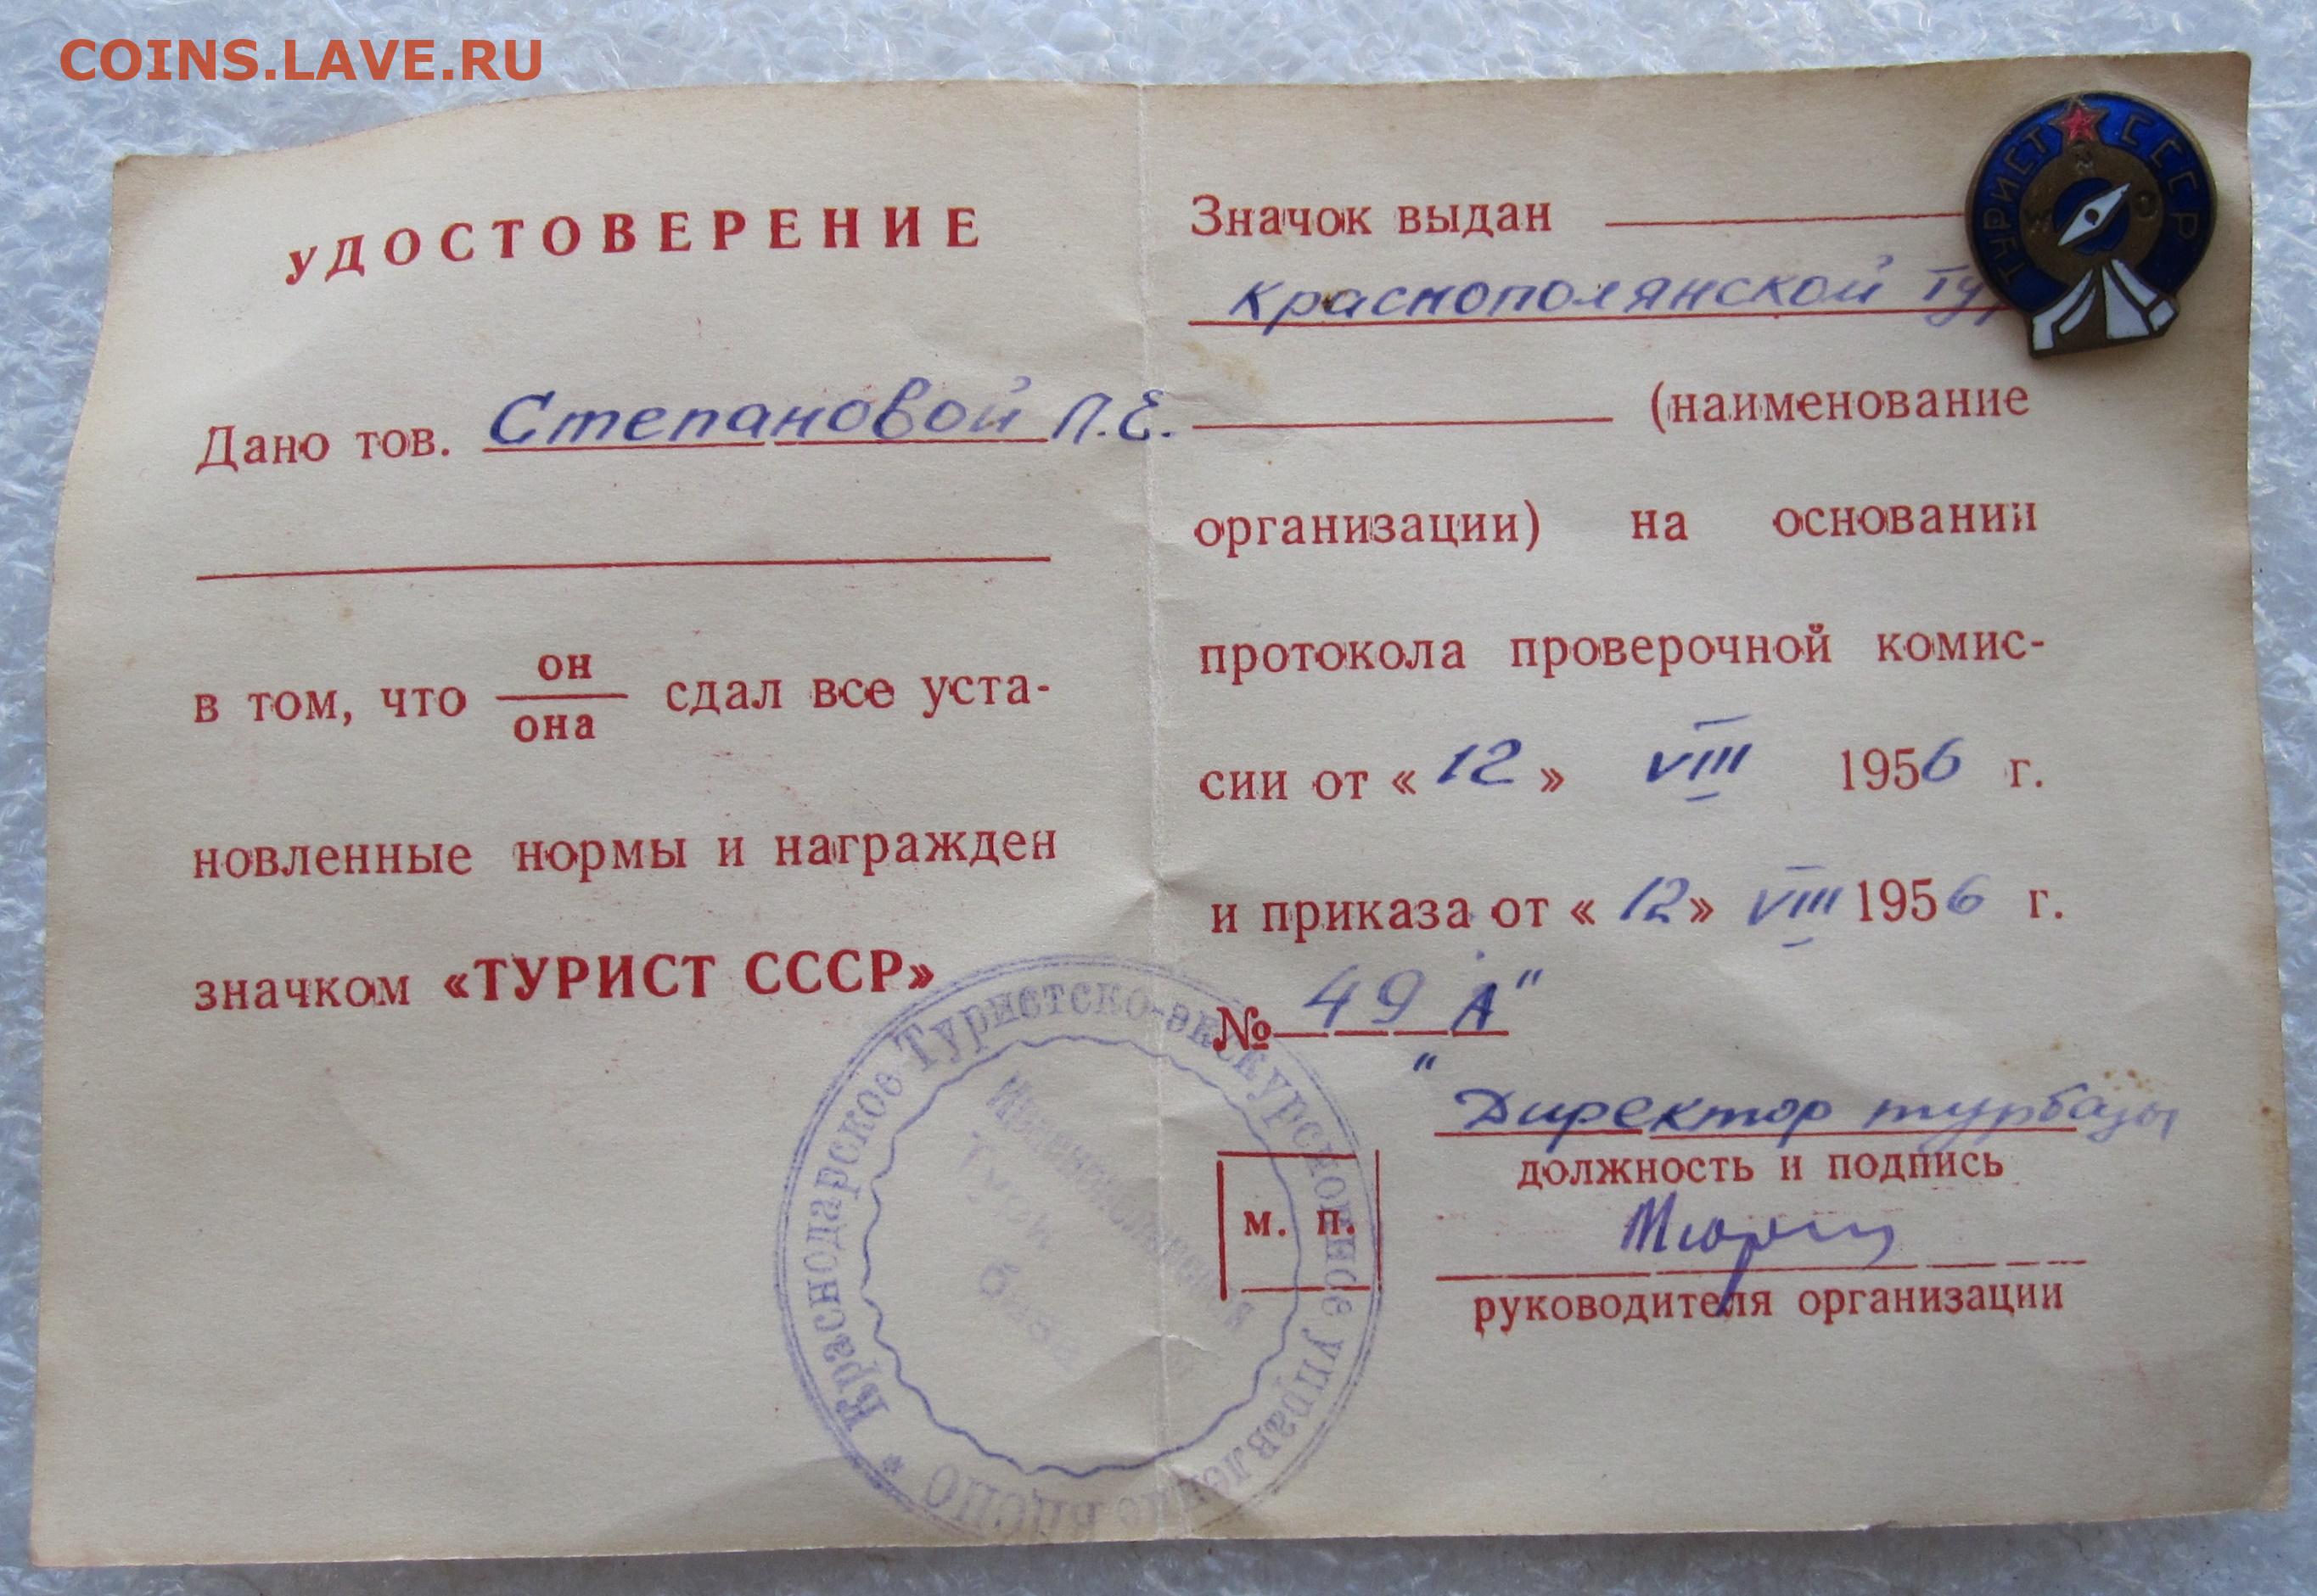 COINS.LAVE.RU
УДОСТОВЕРЕНИЕ
Дано тов. Степановой Л.Е.
в том, что он
она
сдал все уста-
новленные нормы и награжден
значком «ТУРИСТ СССР»
Значок выдан
Краснополянской Тур
(наименование
организации) на основании
протокола проверочной комис-
сии от «12» VIII 1956 г.
и приказа от «12» VIII 1956 г.
№ 49 "А"
Директор турбазы
должность и подпись
м. п.
руководителя организации
Краснодарское Туристско-экскурсионное управление ВЦСПС *
ТУРИСТ СССР